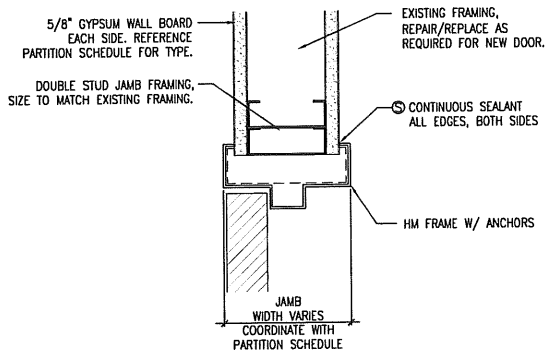 5/8" GYPSUM WALL BOARD
EACH SIDE. REFERENCE
PARTITION SCHEDULE FOR TYPE.
EXISTING FRAMING,
REPAIR/REPLACE AS
REQUIRED FOR NEW DOOR.
DOUBLE STUD JAMB FRAMING,
SIZE TO MATCH EXISTING FRAMING.
Ⓢ CONTINUOUS SEALANT
ALL EDGES, BOTH SIDES
HM FRAME W/ ANCHORS
JAMB
WIDTH VARIES
COORDINATE WITH
PARTITION SCHEDULE